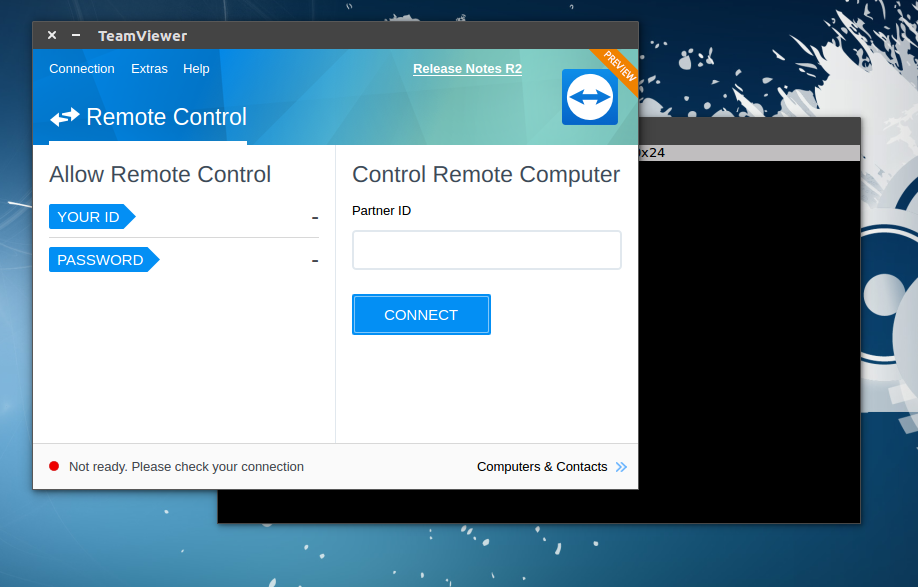 TeamViewer
Connection Extras Help Release Notes R2
PREVIEW
Remote Control
Allow Remote Control
YOUR ID -
PASSWORD -
Control Remote Computer
Partner ID
CONNECT
Not ready. Please check your connection
Computers & Contacts
x24